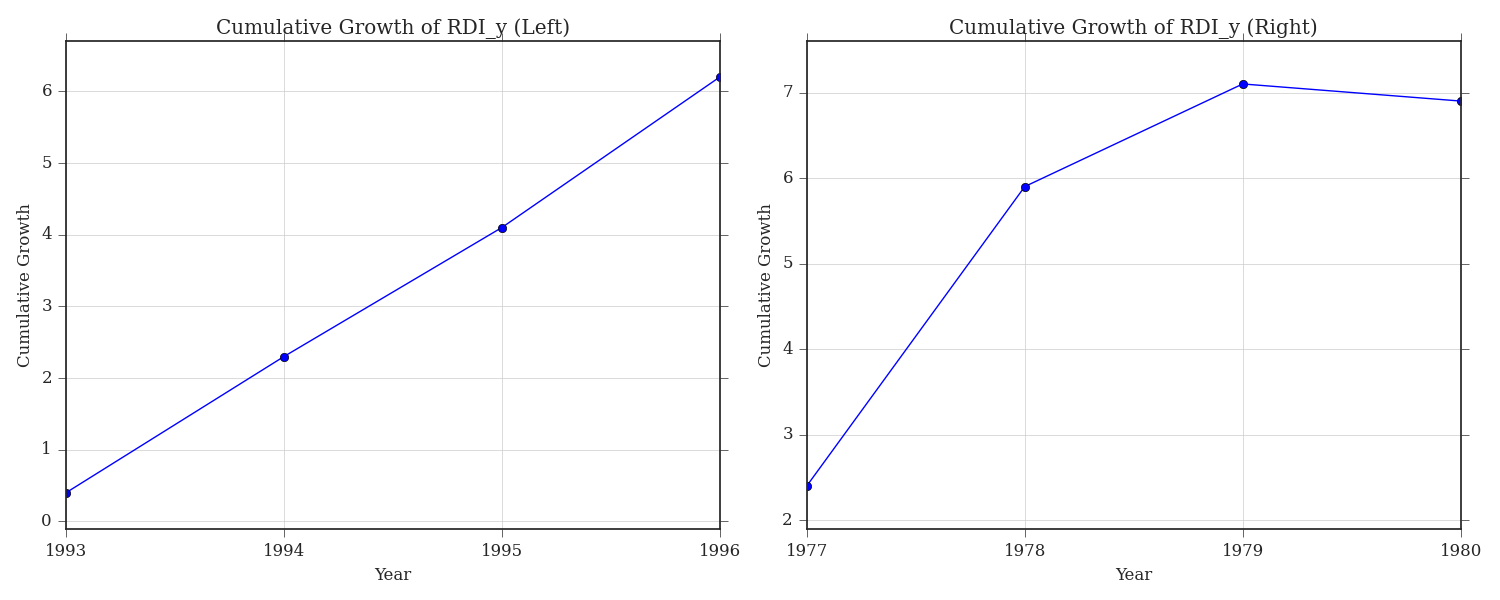 Cumulative Growth of RDI_y (Left)
Cumulative Growth
6
5
4
3
2
1
0
1993 1994 1995 1996
Year
Cumulative Growth of RDI_y (Right)
Cumulative Growth
7
6
5
4
3
2
1977 1978 1979 1980
Year